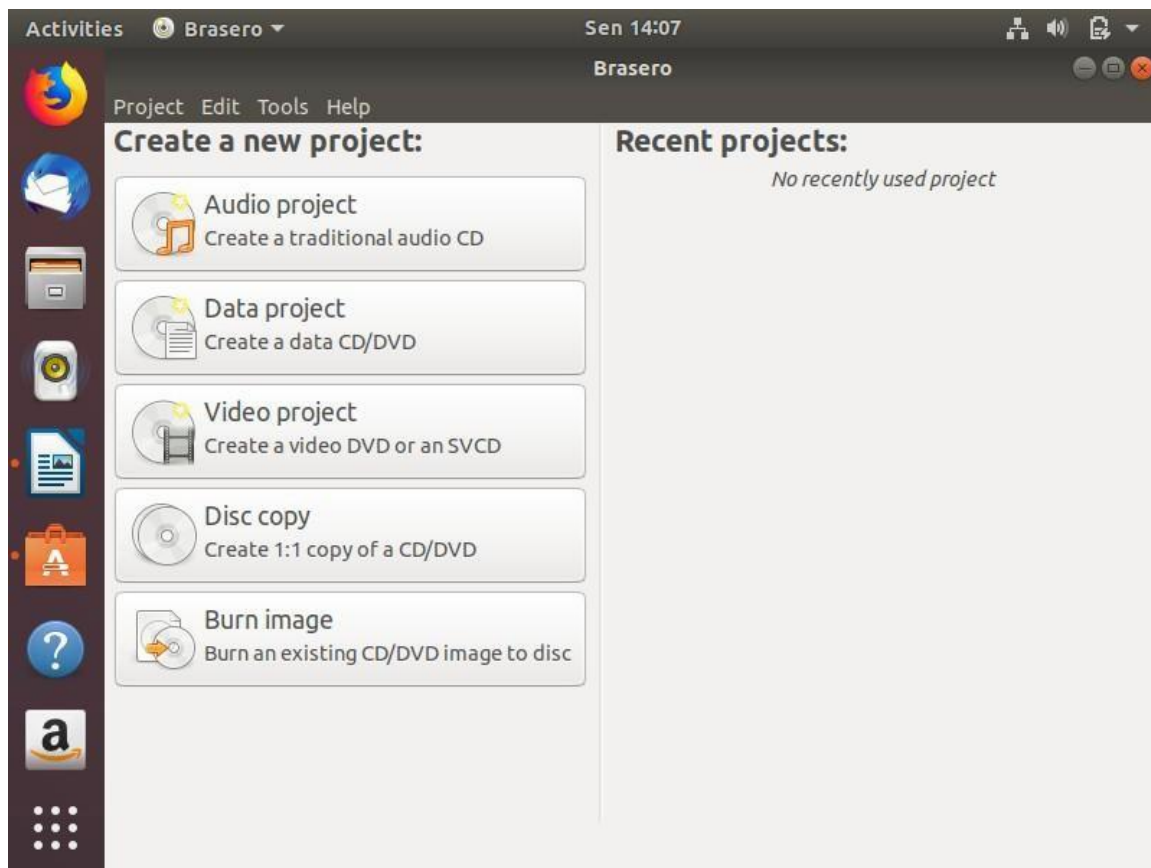 Activities Brasero Sen 14:07
Brasero
Project Edit Tools Help
Create a new project:
Audio project
Create a traditional audio CD
Data project
Create a data CD/DVD
Video project
Create a video DVD or an SVCD
Disc copy
Create 1:1 copy of a CD/DVD
Burn image
Burn an existing CD/DVD image to disc
Recent projects:
No recently used project